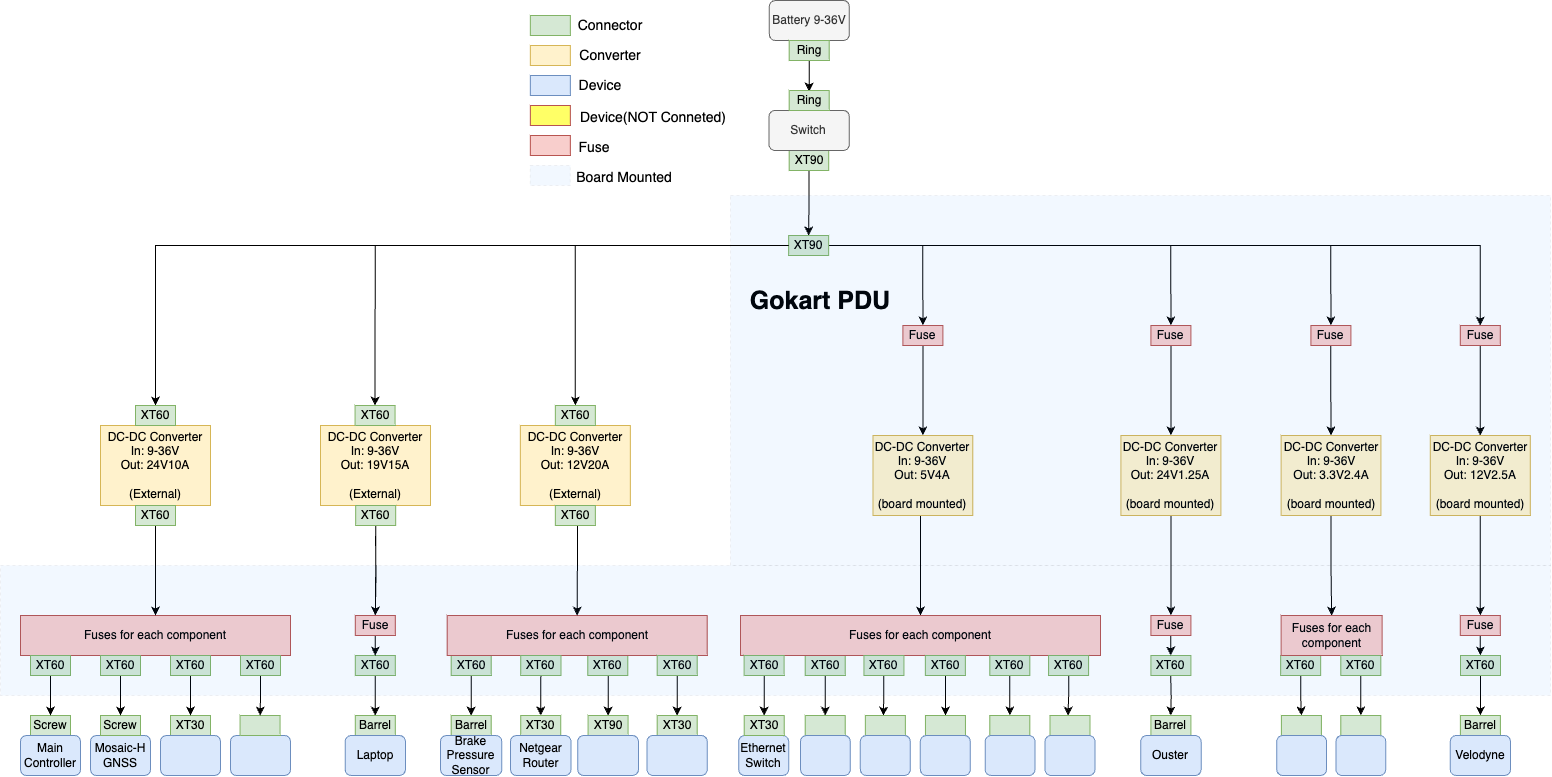 Battery 9-36V
Ring
Ring
Switch
XT90
Connector
Converter
Device
Device(NOT Conneted)
Fuse
Board Mounted
XT90
Gokart PDU
Fuse
Fuse
Fuse
Fuse
XT60
DC-DC Converter
In: 9-36V
Out: 24V10A
(External)
XT60
XT60
DC-DC Converter
In: 9-36V
Out: 19V15A
(External)
XT60
XT60
DC-DC Converter
In: 9-36V
Out: 12V20A
(External)
XT60
DC-DC Converter
In: 9-36V
Out: 5V4A
(board mounted)
DC-DC Converter
In: 9-36V
Out: 24V1.25A
(board mounted)
DC-DC Converter
In: 9-36V
Out: 3.3V2.4A
(board mounted)
DC-DC Converter
In: 9-36V
Out: 12V2.5A
(board mounted)
Fuses for each component
Fuse
Fuses for each component
Fuses for each component
Fuse
Fuses for each
component
Fuse
XT60 XT60 XT60 XT60 XT60 XT60 XT60 XT60 XT60 XT60 XT60 XT60 XT60 XT60 XT60 XT60 XT60 XT60 XT60
Screw Screw XT30 Barrel Barrel XT30 XT90 XT30 XT30 Barrel Barrel
Main
Controller
Mosaic-H
GNSS
Laptop
Brake
Pressure
Sensor
Netgear
Router
Ethernet
Switch
Ouster
Velodyne